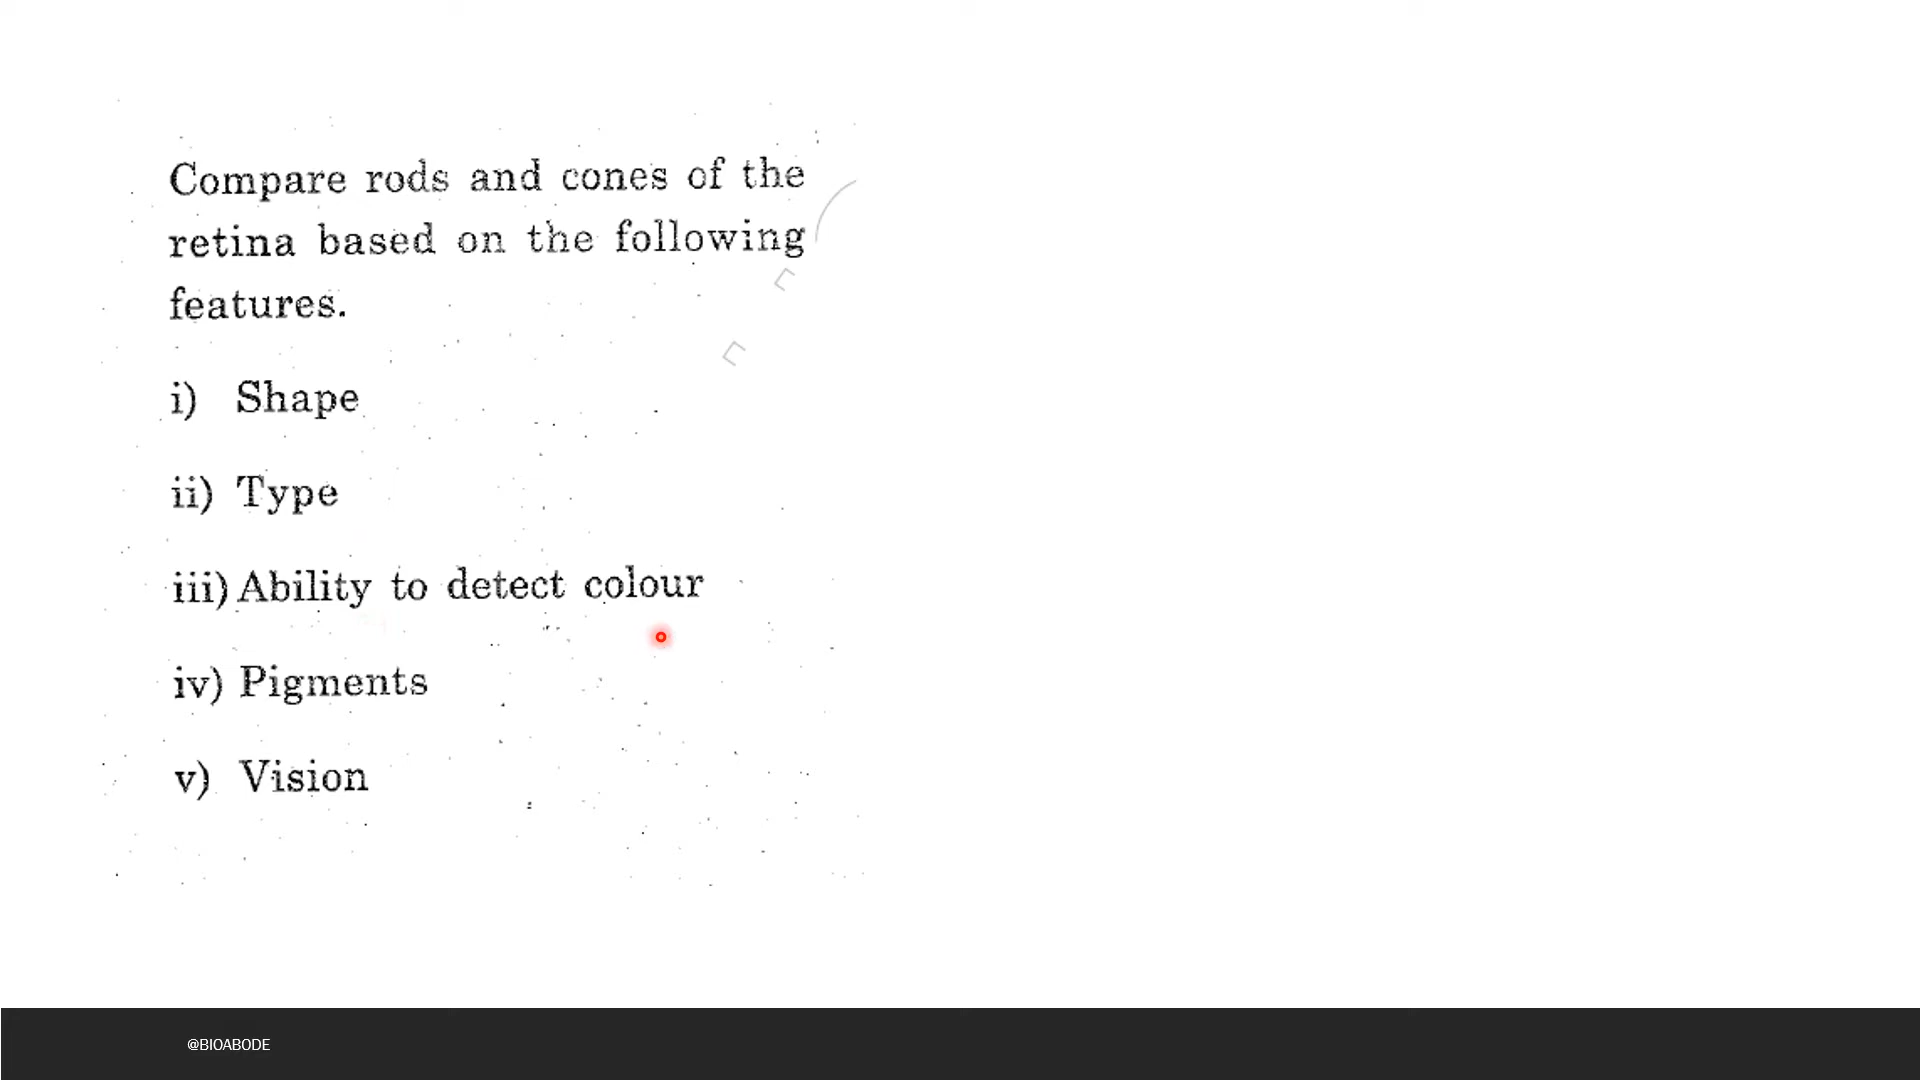 Compare rods and cones of the
retina based on the following
features.
i) Shape
ii) Type
iii) Ability to detect colour
iv) Pigments
v) Vision
@BIOABODE